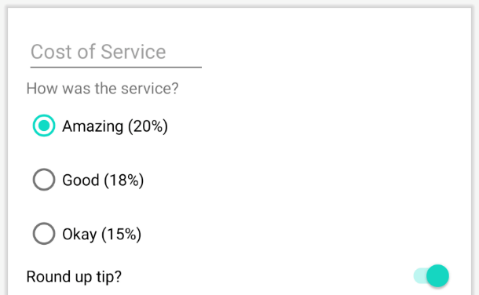 Cost of Service
How was the service?
Amazing (20%)
Good (18%)
Okay (15%)
Round up tip?